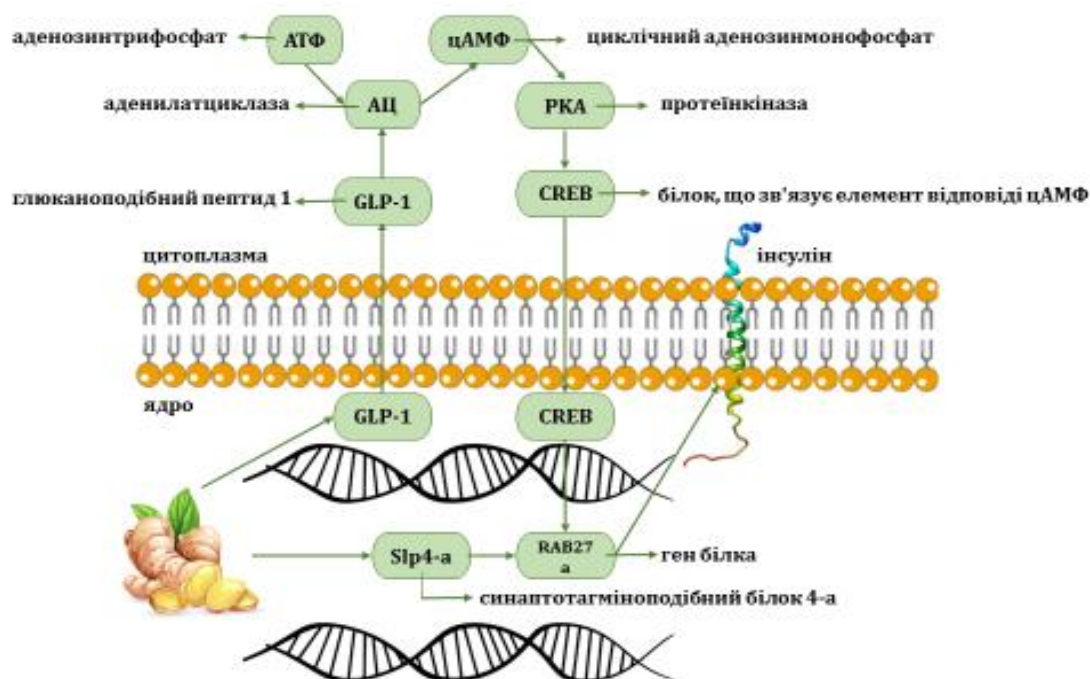 аденозинтрифосфат
АТФ
цАМФ
циклічний аденозинмонофосфат
аденилатциклаза
АЦ
РКА
протеїнкіназа
глюканоподібний пептид 1
GLP-1
CREB
білок, що зв'язує елемент відповіді цАМФ
цитоплазма
інсулін
ядро
GLP-1
CREB
Slp4-a
RAB27
a
ген білка
синаптотагміноподібний білок 4-а